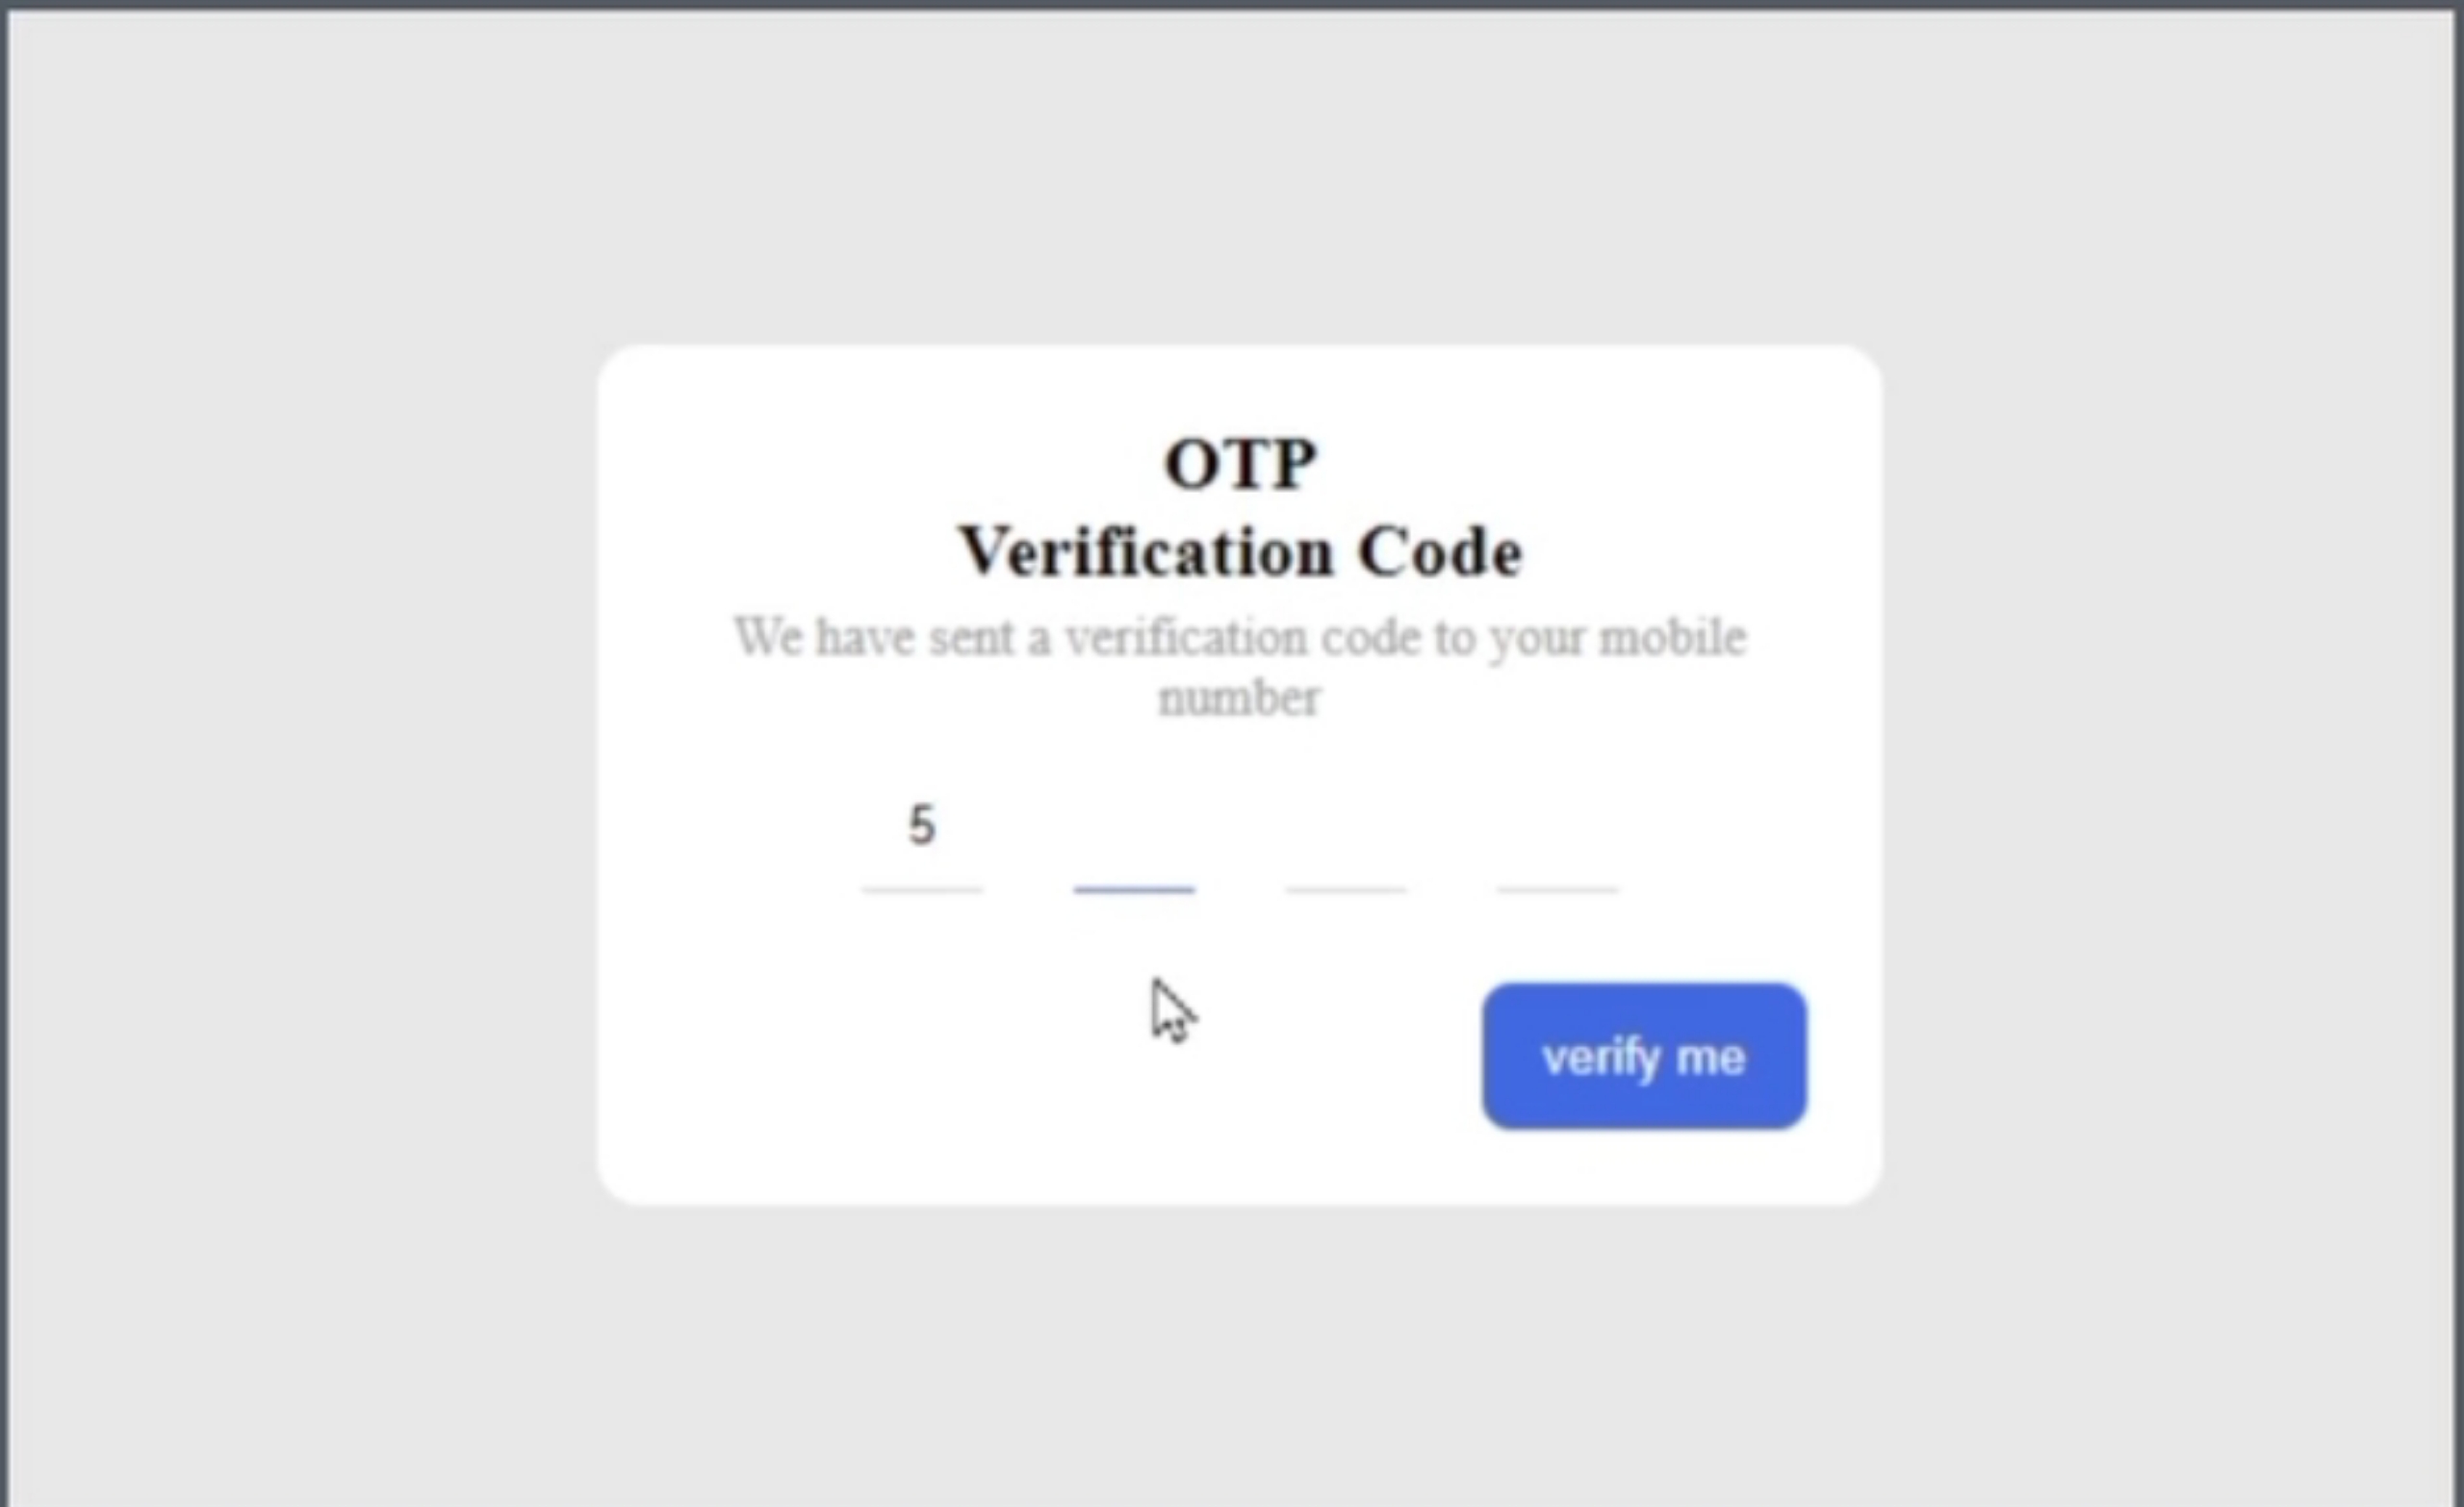 OTP
Verification Code
We have sent a verification code to your mobile
number
5
verify me